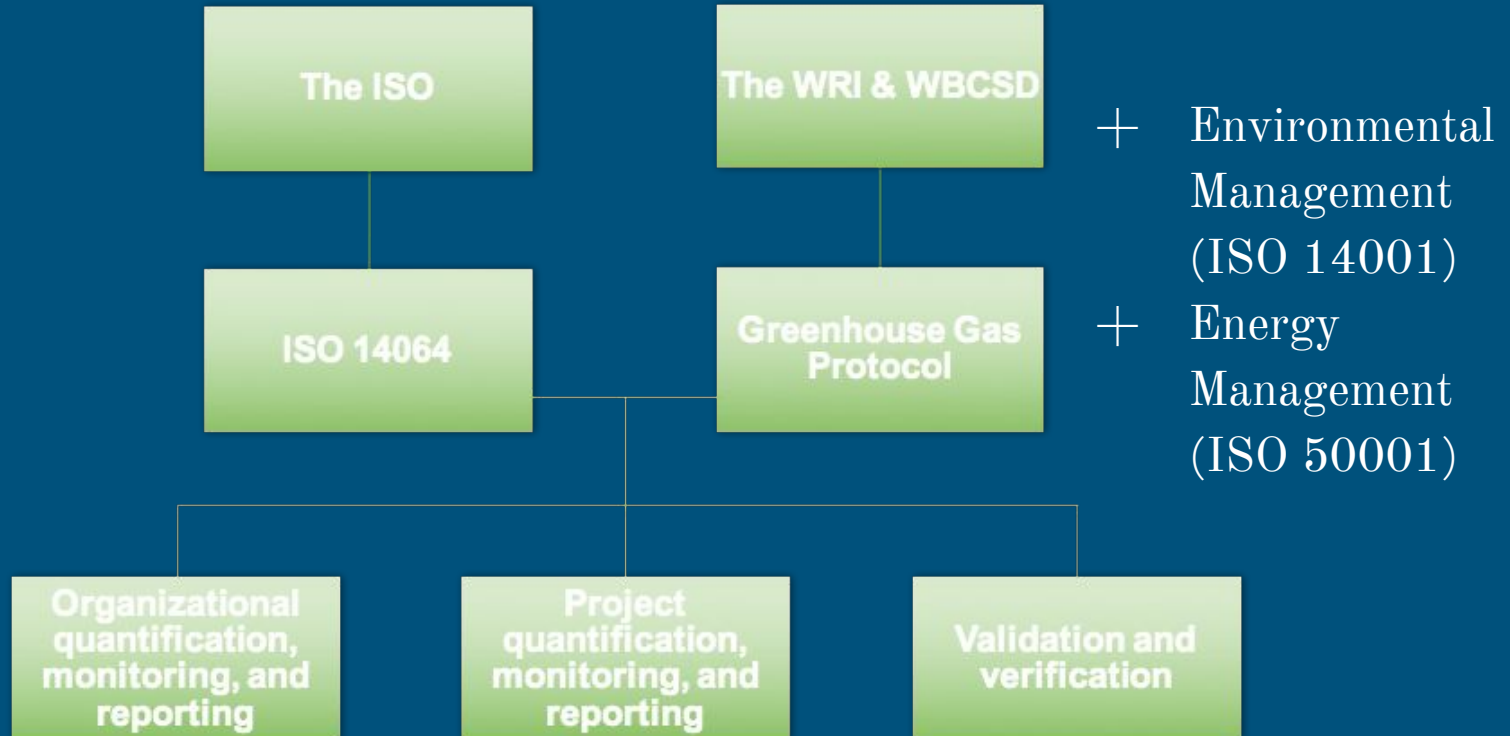 The ISO
The WRI & WBCSD
ISO 14064
Greenhouse Gas
Protocol
+ Environmental
Management
(ISO 14001)
+ Energy
Management
(ISO 50001)
Organizational
quantification,
monitoring, and
reporting
Project
quantification,
monitoring, and
reporting
Validation and
verification